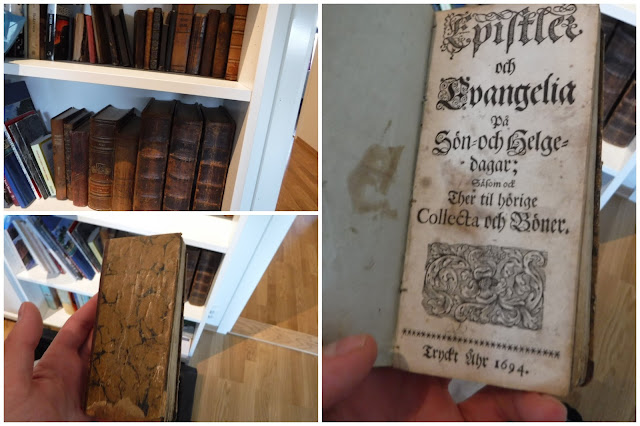 Epistler
och
Evangelia
På
Sön- och Helge-
dagar;
Såsom ock
Ther til hörige
Collecta och Böner.
Tryckt Åhr 1694.